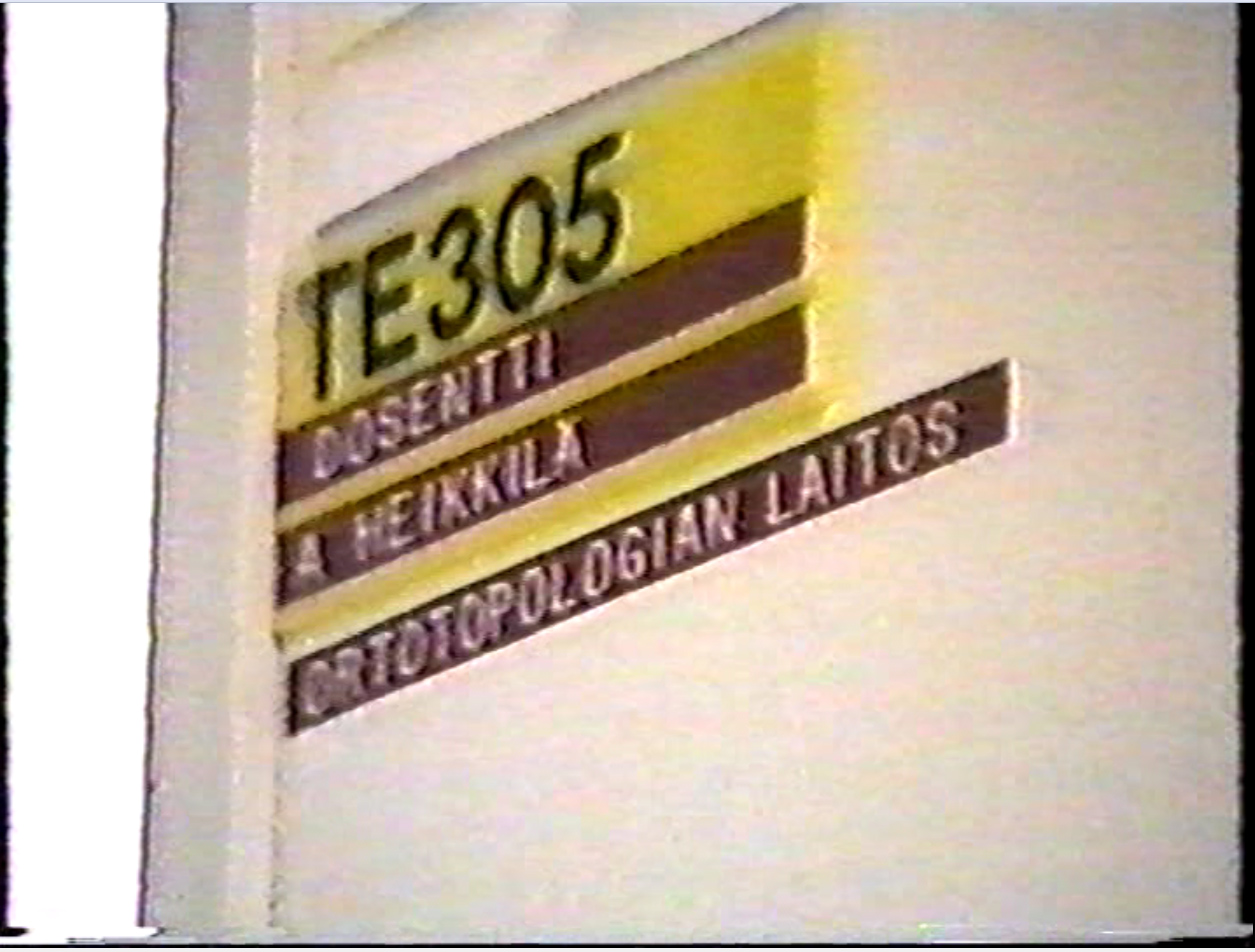 TE305
DOSENTTI
A HEIKKILÄ
ORTOTOPOLOGIAN LAITOS